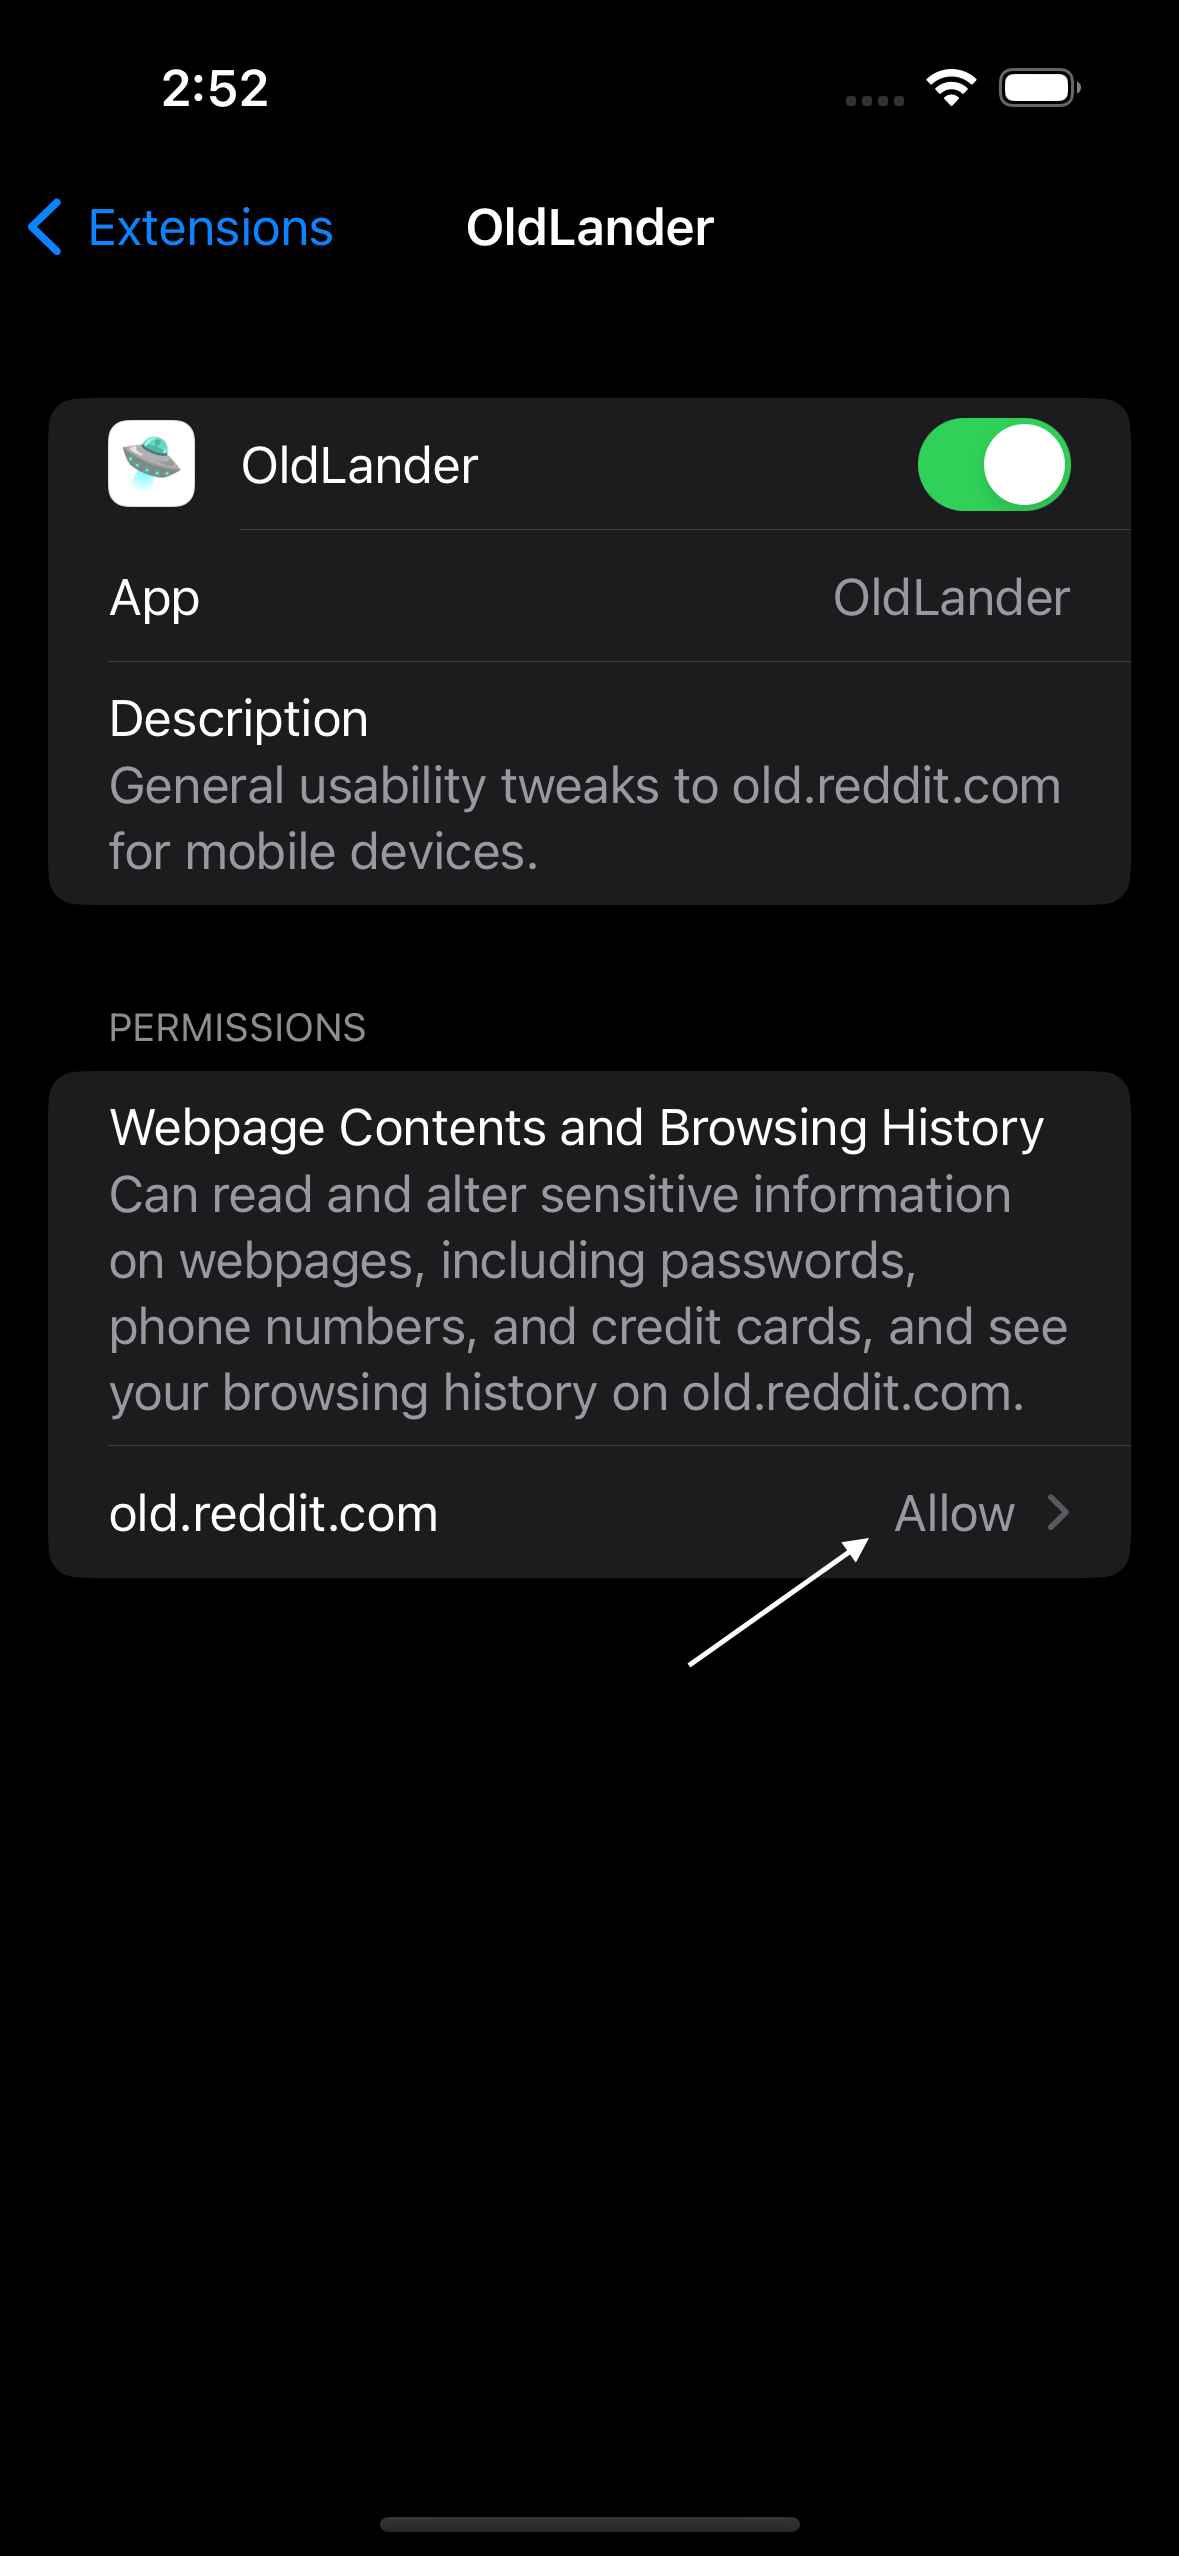 2:52
Extensions
OldLander
OldLander
App
OldLander
Description
General usability tweaks to old.reddit.com
for mobile devices.
PERMISSIONS
Webpage Contents and Browsing History
Can read and alter sensitive information
on webpages, including passwords,
phone numbers, and credit cards, and see
your browsing history on old.reddit.com.
old.reddit.com
Allow